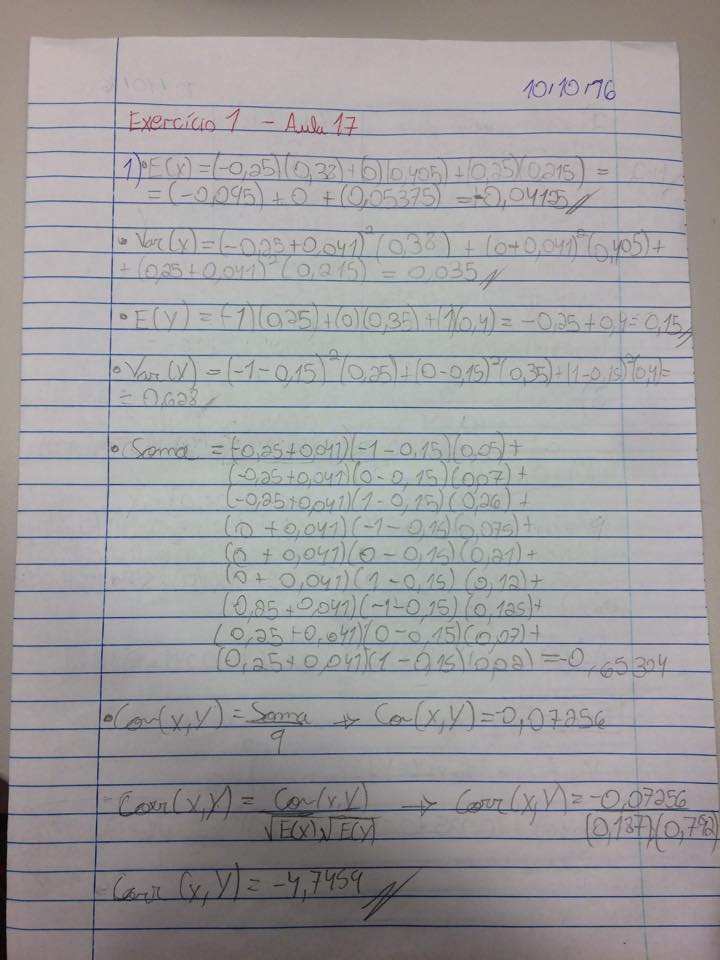 10/10/16
Exercício 1 - Aula 17
1) • E(X) = (-0,25)(0,38) + (0)(0,405) + (0,25)(0,215) =
= (-0,095) + 0 + (0,05375) = -0,04125
• Var(X) = (-0,25+0,041)²(0,38) + (0+0,041)²(0,405) +
+ (0,25+0,041)²(0,215) = 0,035
• E(Y) = (-1)(0,25) + (0)(0,35) + (1)(0,4) = -0,25 + 0,4 = 0,15
• Var(X) = (-1-0,15)²(0,25) + (0-0,15)²(0,35) + (1-0,15)²(0,4) =
= 0,628
• Soma = (-0,25+0,041)(-1-0,15)(0,05) +
(-0,25+0,041)(0-0,15)(0,07) +
(-0,25+0,041)(1-0,15)(0,26) +
(0 + 0,041)(-1-0,15)(0,075) +
(0 + 0,041)(0-0,15)(0,21) +
(0 + 0,041)(1-0,15)(0,12) +
(0,25+0,041)(-1-0,15)(0,125) +
(0,25+0,041)(0-0,15)(0,07) +
(0,25+0,041)(1-0,15)(0,02) = -0,65304
• Cov(X,Y) = Soma/9 → Cov(X,Y) = -0,07256
Corr(X,Y) = Cov(X,Y)/√E(X)√E(Y) → Corr(X,Y) = -0,07256/(0,187)(0,792)
Corr(X,Y) = -4,7459